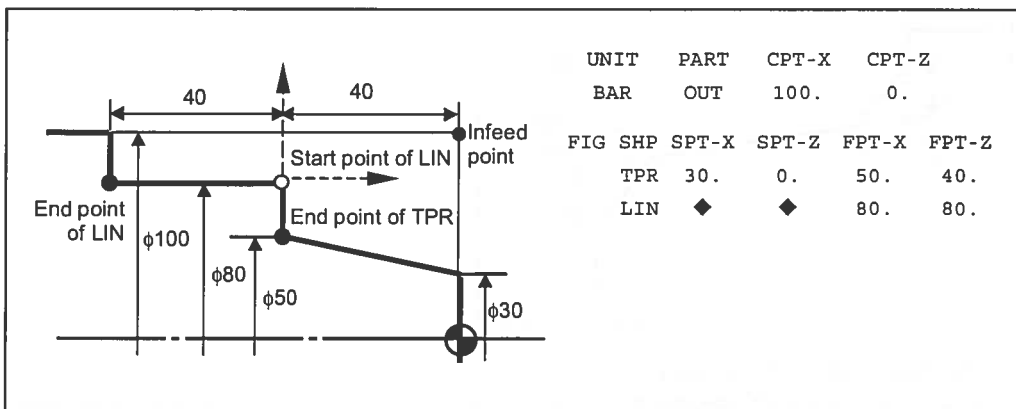 40
40
Infeed
point
Start point of LIN
End point
of LIN
End point of TPR
φ100
φ80
φ50
φ30
UNIT PART CPT-X CPT-Z
BAR OUT 100. 0.
FIG SHP SPT-X SPT-Z FPT-X FPT-Z
TPR 30. 0. 50. 40.
LIN ◆ ◆ 80. 80.